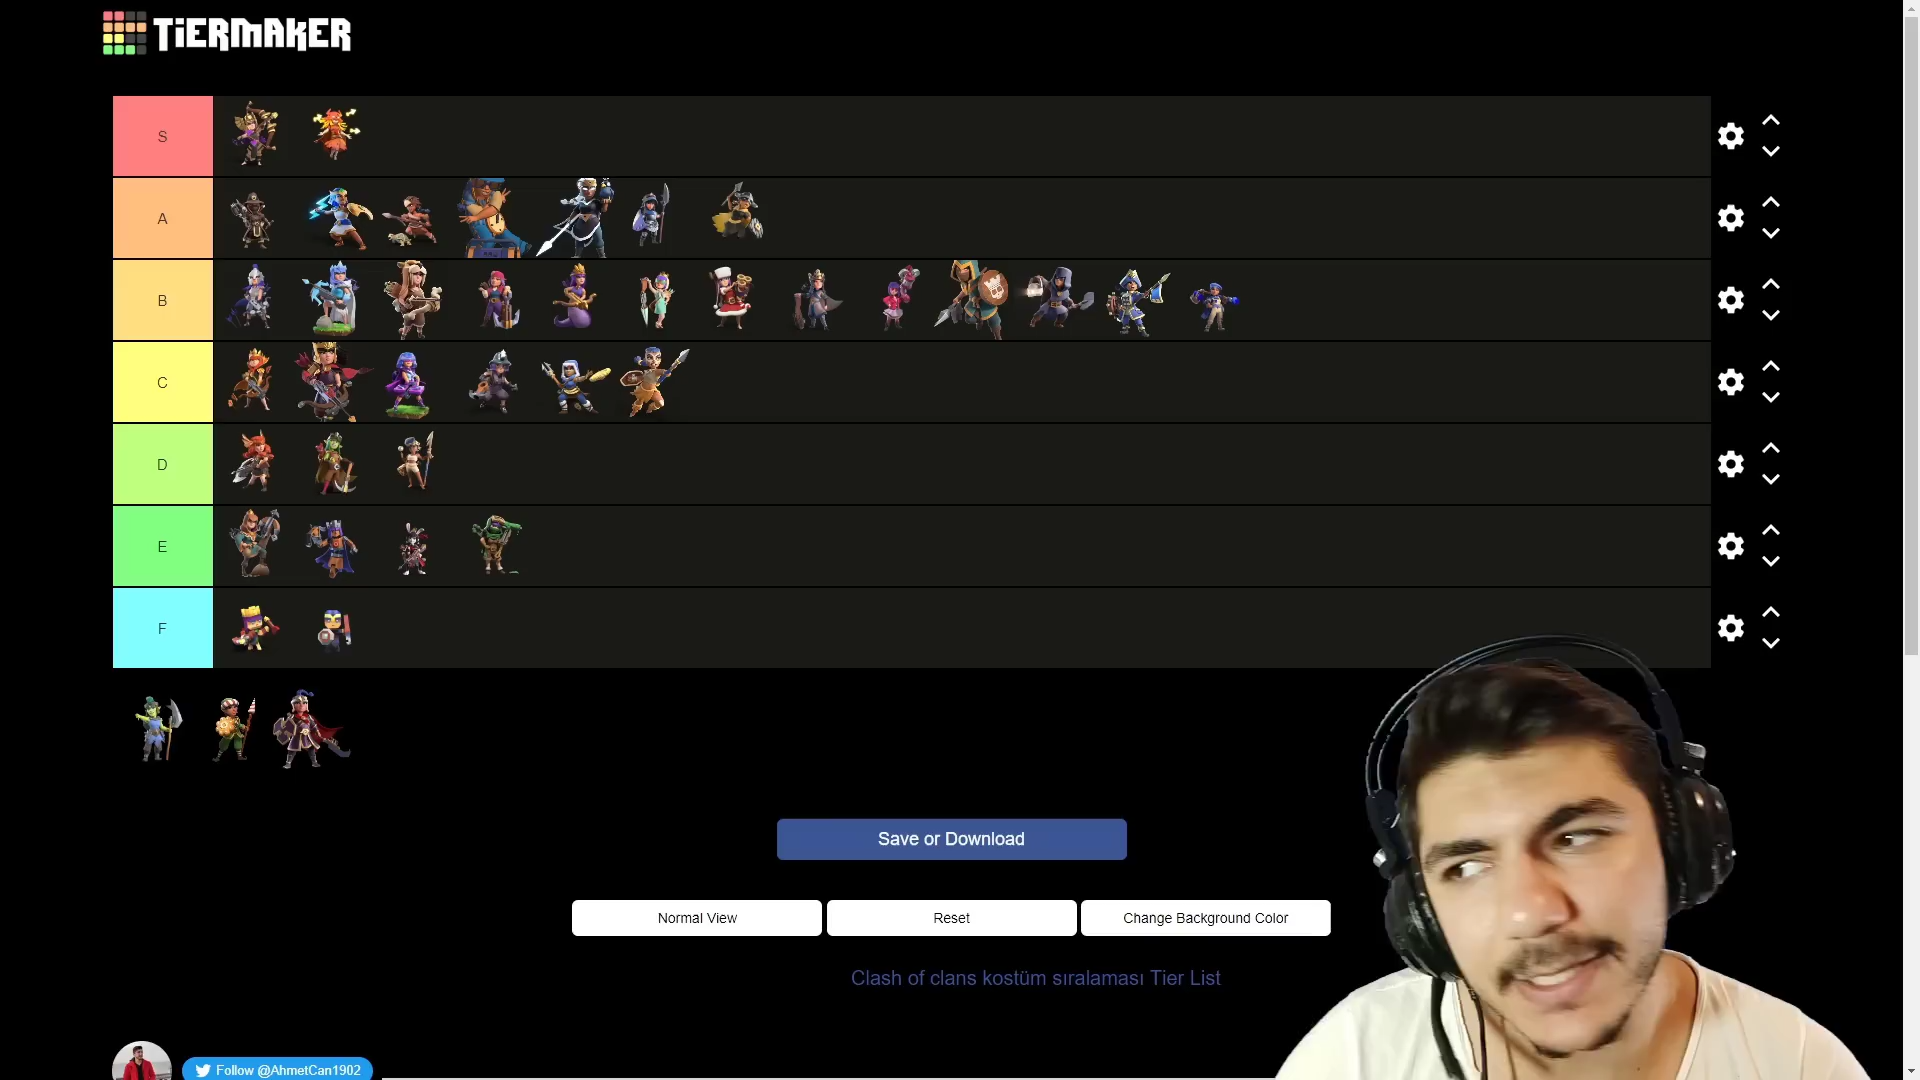 TiERMAKER
S
A
B
C
D
E
F
Save or Download
Normal View
Reset
Change Background Color
Clash of clans kostüm sıralaması Tier List
Follow @AhmetCan1902